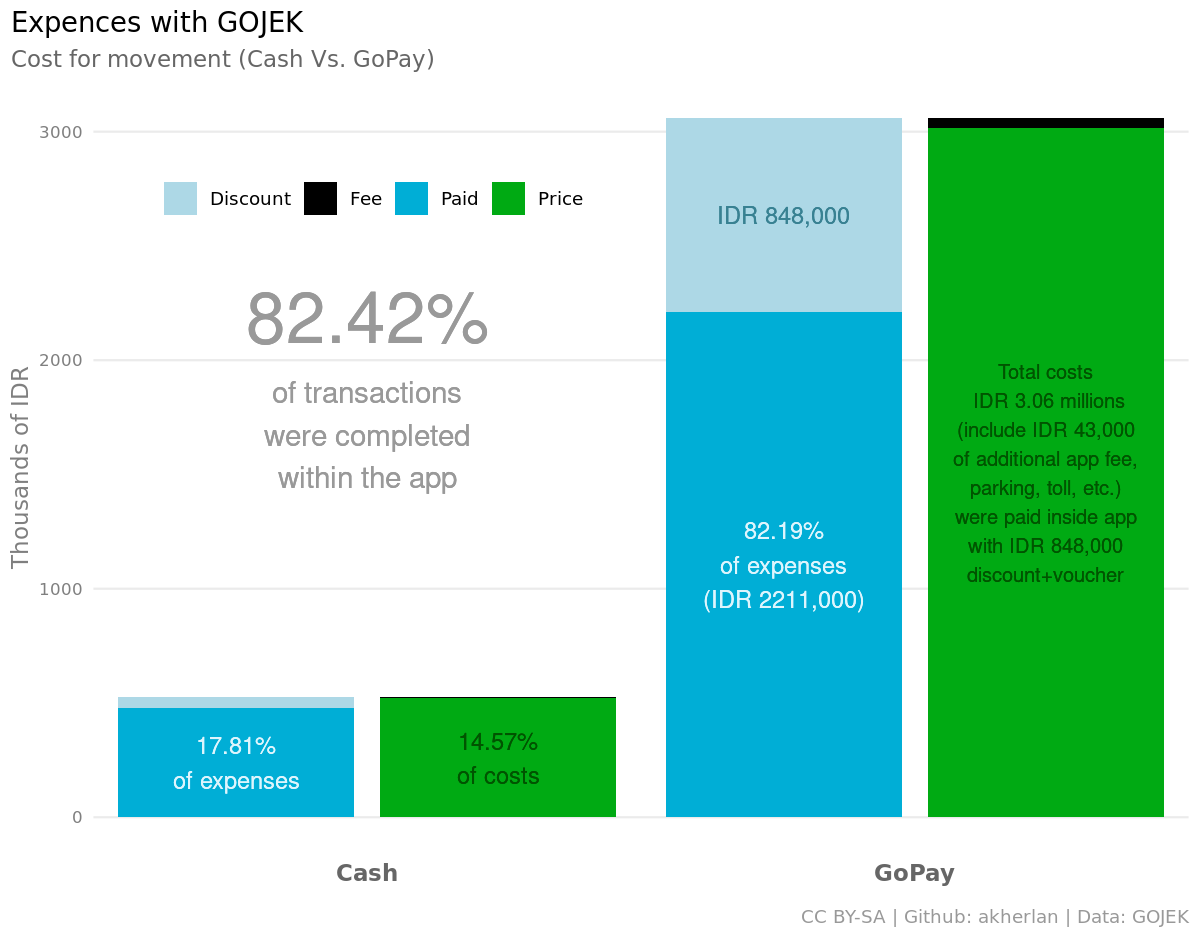 Expences with GOJEK
Cost for movement (Cash Vs. GoPay)
Thousands of IDR
3000
2000
1000
0
Discount
Fee
Paid
Price
82.42%
of transactions
were completed
within the app
17.81%
of expenses
14.57%
of costs
IDR 848,000
82.19%
of expenses
(IDR 2211,000)
Total costs
IDR 3.06 millions
(include IDR 43,000
of additional app fee,
parking, toll, etc.)
were paid inside app
with IDR 848,000
discount+voucher
Cash
GoPay
CC BY-SA | Github: akherlan | Data: GOJEK